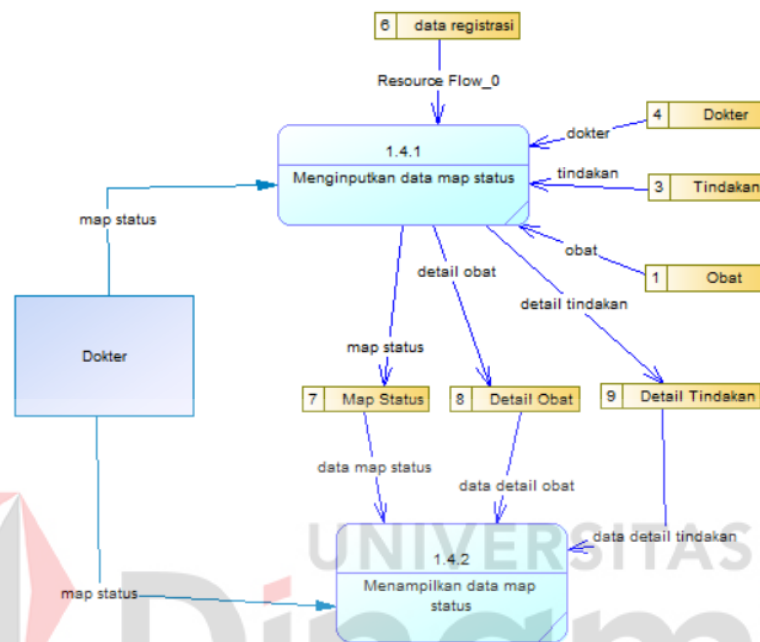 6 data registrasi
Resource Flow_0
4 Dokter
dokter
1.4.1
Menginputkan data map status
tindakan
3 Tindakan
map status
obat
1 Obat
detail obat
detail tindakan
Dokter
map status
7 Map Status
8 Detail Obat
9 Detail Tindakan
data map status
data detail obat
data detail tindakan
UNIVERSITAS
1.4.2
Menampilkan data map
status
map status
Dinam